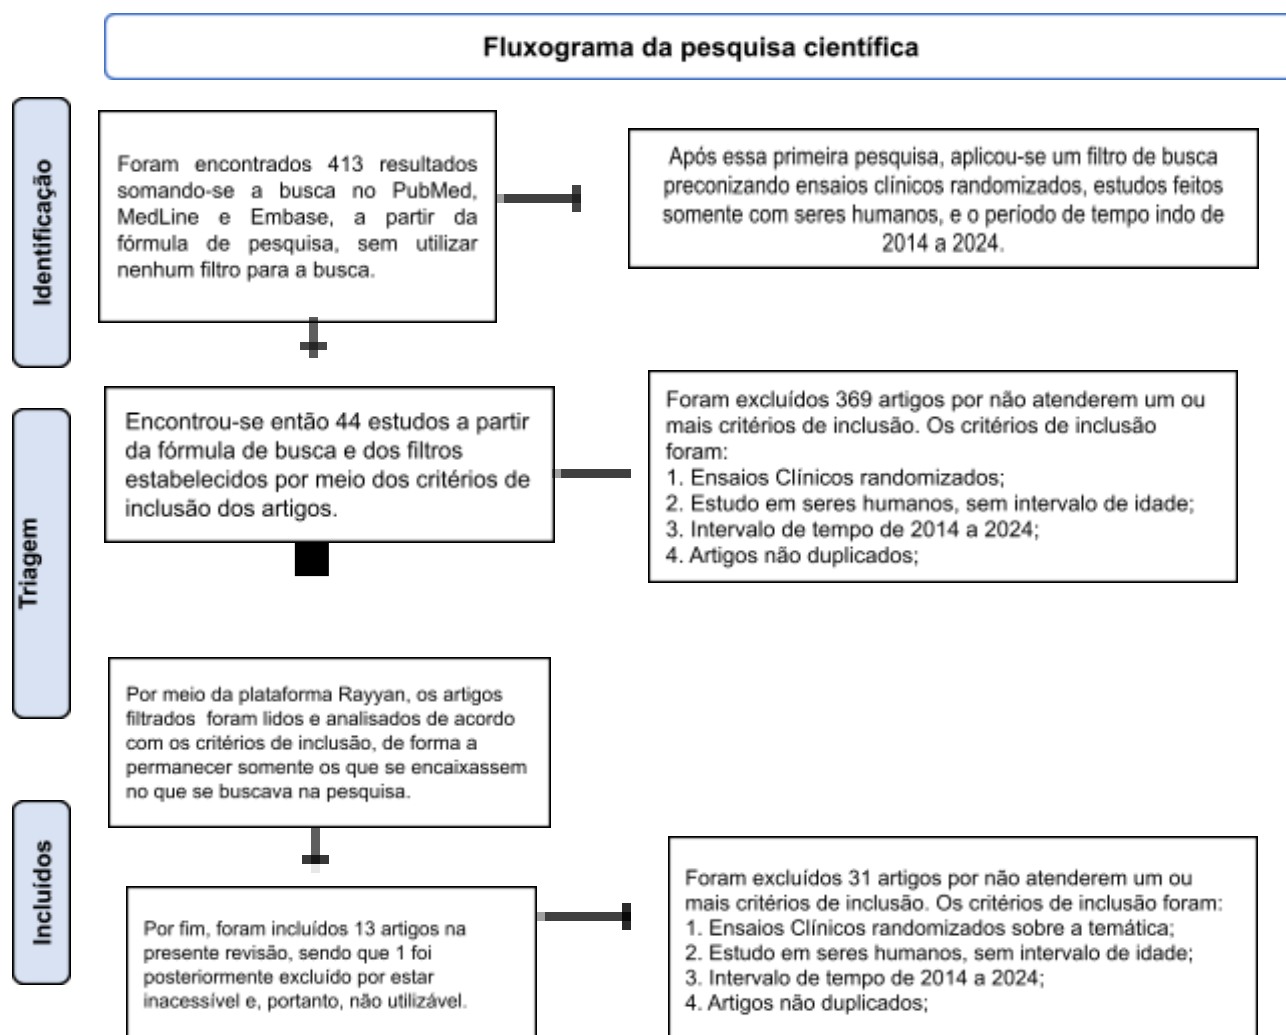 Fluxograma da pesquisa científica
Identificação
Foram encontrados 413 resultados
somando-se a busca no PubMed,
MedLine e Embase, a partir da
fórmula de pesquisa, sem utilizar
nenhum filtro para a busca.
Após essa primeira pesquisa, aplicou-se um filtro de busca
preconizando ensaios clínicos randomizados, estudos feitos
somente com seres humanos, e o período de tempo indo de
2014 a 2024.
Triagem
Encontrou-se então 44 estudos a partir
da fórmula de busca e dos filtros
estabelecidos por meio dos critérios de
inclusão dos artigos.
Foram excluídos 369 artigos por não atenderem um ou
mais critérios de inclusão. Os critérios de inclusão
foram:
1. Ensaios Clínicos randomizados;
2. Estudo em seres humanos, sem intervalo de idade;
3. Intervalo de tempo de 2014 a 2024;
4. Artigos não duplicados;
Por meio da plataforma Rayyan, os artigos
filtrados foram lidos e analisados de acordo
com os critérios de inclusão, de forma a
permanecer somente os que se encaixassem
no que se buscava na pesquisa.
Incluídos
Por fim, foram incluídos 13 artigos na
presente revisão, sendo que 1 foi
posteriormente excluído por estar
inacessível e, portanto, não utilizável.
Foram excluídos 31 artigos por não atenderem um ou
mais critérios de inclusão. Os critérios de inclusão foram:
1. Ensaios Clínicos randomizados sobre a temática;
2. Estudo em seres humanos, sem intervalo de idade;
3. Intervalo de tempo de 2014 a 2024;
4. Artigos não duplicados;